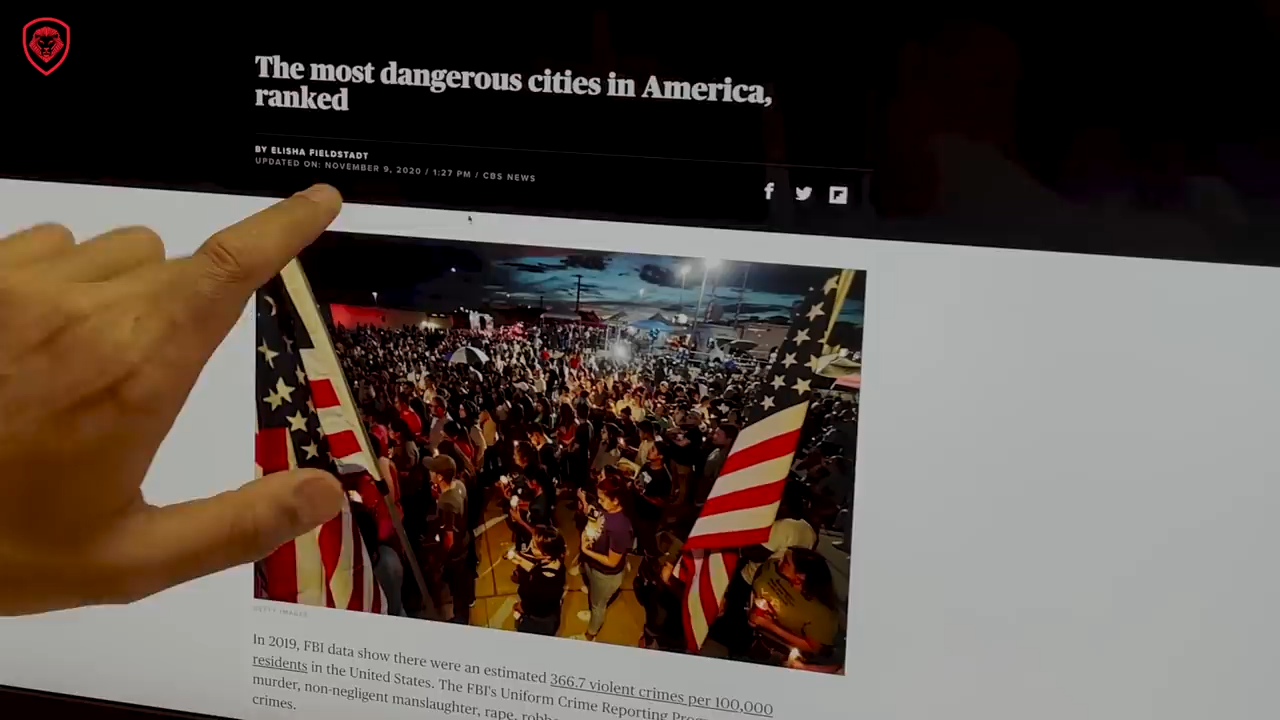 The most dangerous cities in America,
ranked
BY ELISHA FIELDSTADT
UPDATED ON: NOVEMBER 9, 2020 / 1:27 PM / CBS NEWS
GETTY IMAGES
In 2019, FBI data show there were an estimated 366.7 violent crimes per 100,000
residents in the United States. The FBI's Uniform Crime Reporting
murder, non-negligent manslaughter, rape,
crimes.